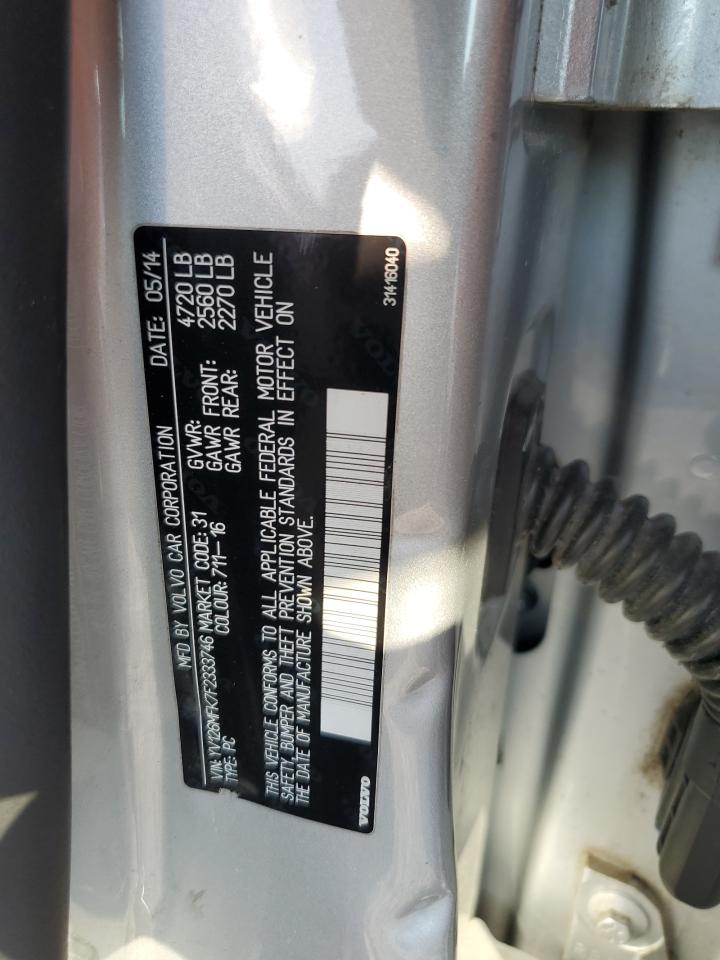 MFD BY VOLVO CAR CORPORATION DATE: 05/14
VIN: YV126MFK7F2333746 MARKET CODE: 31 GVWR: 4720 LB
TYPE: PC COLOUR: 711-16 GAWR FRONT: 2560 LB
GAWR REAR: 2270 LB
THIS VEHICLE CONFORMS TO ALL APPLICABLE FEDERAL MOTOR VEHICLE
SAFETY, BUMPER AND THEFT PREVENTION STANDARDS IN EFFECT ON
THE DATE OF MANUFACTURE SHOWN ABOVE.
VOLVO 31416040